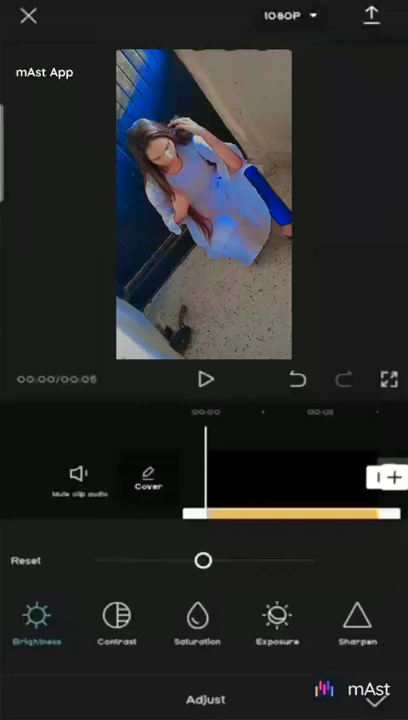 1080P
mAst App
00:00/00:05
00:00
00:02
Mute clip audio
Cover
Reset
Brightness
Contrast
Saturation
Exposure
Sharpen
mAst
Adjust